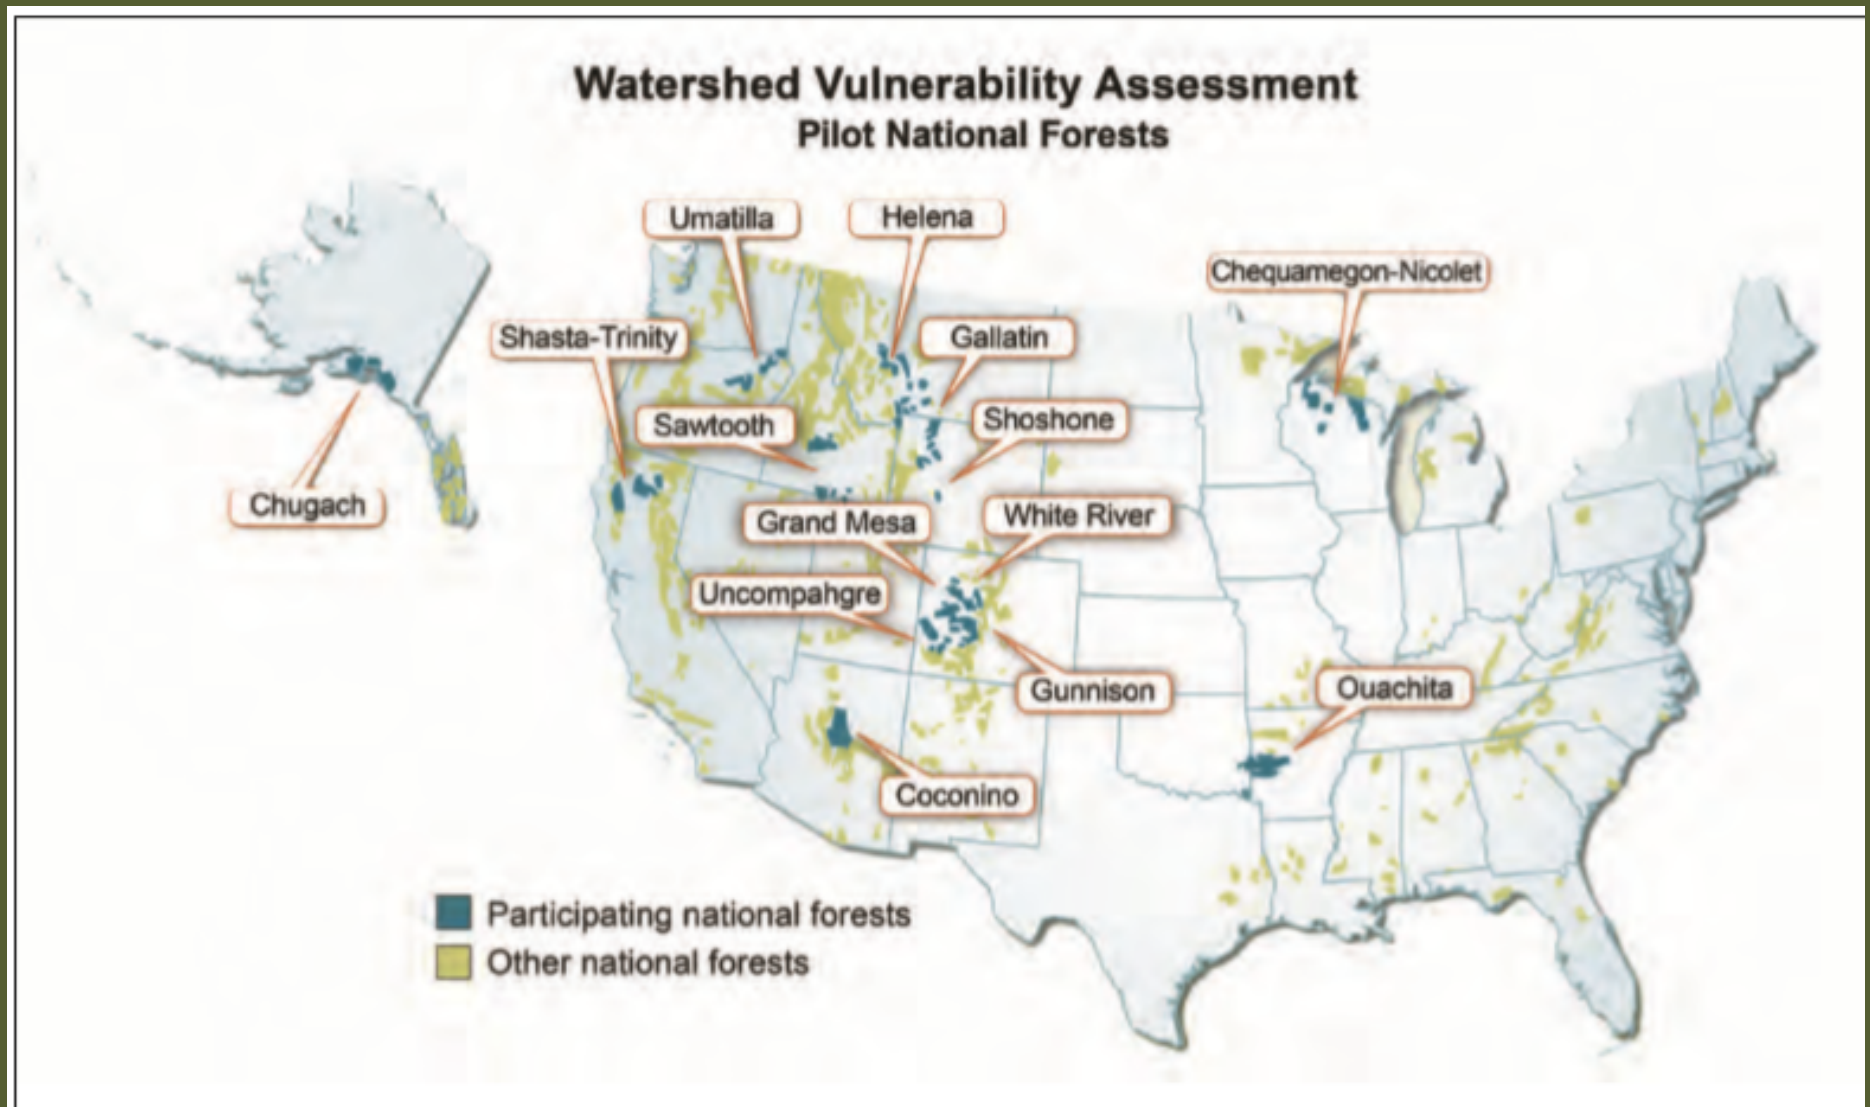 Watershed Vulnerability Assessment
Pilot National Forests
Umatilla
Helena
Chequamegon-Nicolet
Shasta-Trinity
Gallatin
Sawtooth
Shoshone
Chugach
Grand Mesa
White River
Uncompahgre
Gunnison
Ouachita
Coconino
Participating national forests
Other national forests